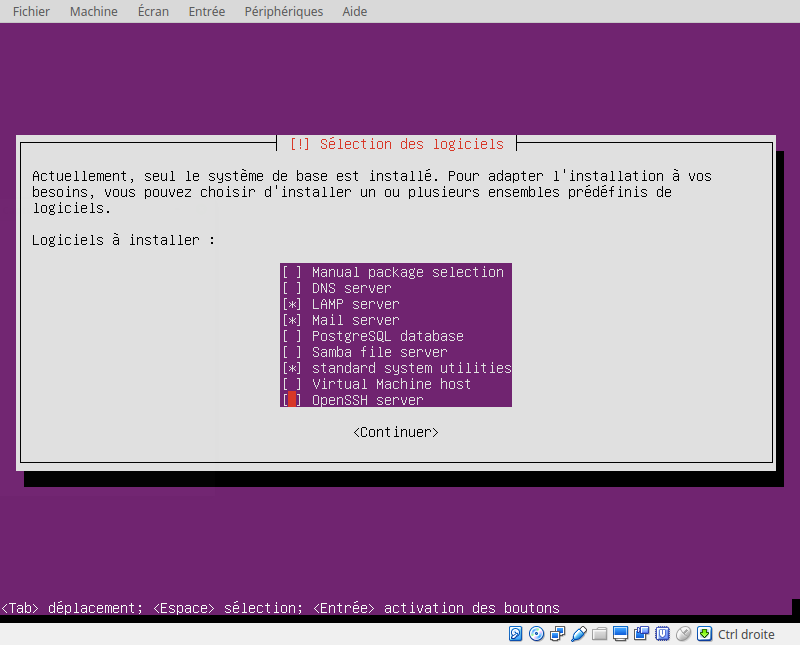 Fichier Machine Écran Entrée Périphériques Aide
[!] Sélection des logiciels
Actuellement, seul le système de base est installé. Pour adapter l'installation à vos
besoins, vous pouvez choisir d'installer un ou plusieurs ensembles prédéfinis de
logiciels.
Logiciels à installer :
[ ] Manual package selection
[ ] DNS server
[*] LAMP server
[*] Mail server
[ ] PostgreSQL database
[ ] Samba file server
[*] standard system utilities
[ ] Virtual Machine host
[ ] OpenSSH server
<Continuer>
<Tab> déplacement; <Espace> sélection; <Entrée> activation des boutons
Ctrl droite